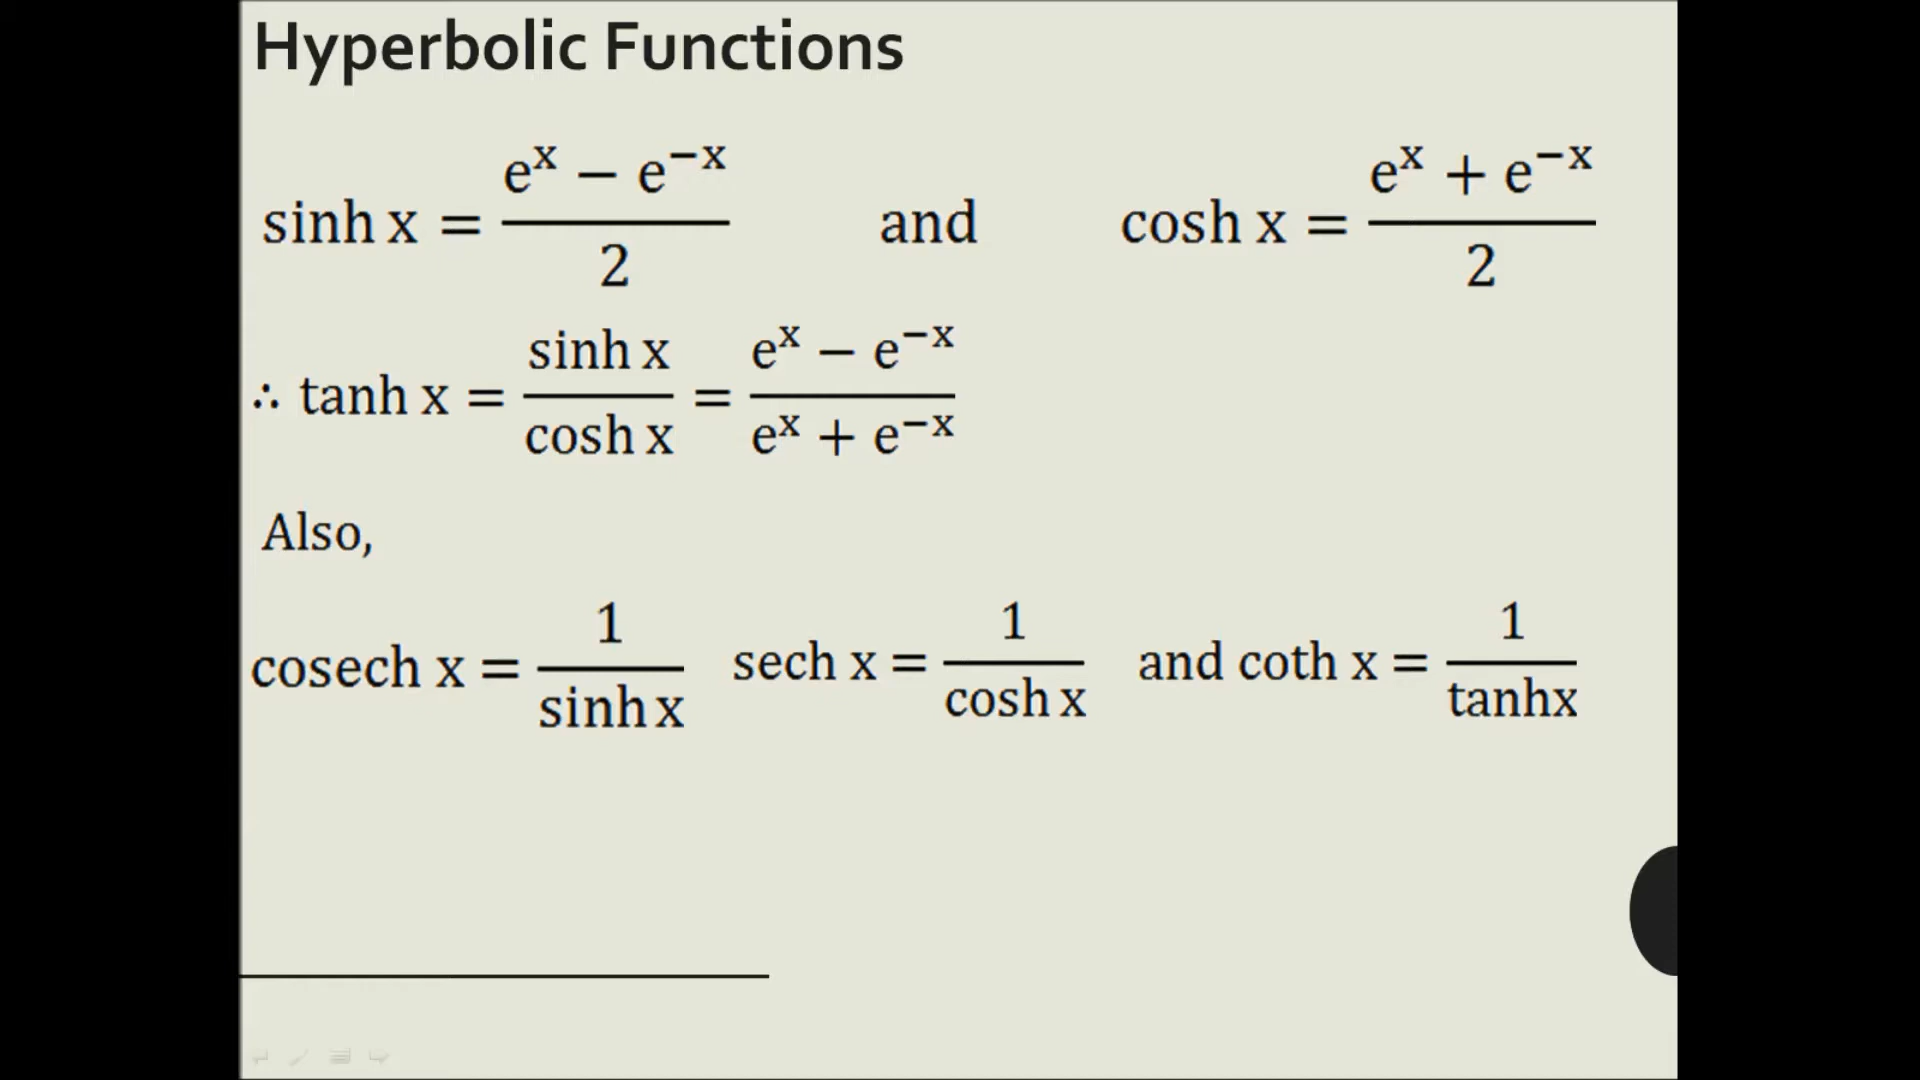 Hyperbolic Functions
sinh x = (e^x − e^−x)/2 and cosh x = (e^x + e^−x)/2
∴ tanh x = sinh x/cosh x = (e^x − e^−x)/(e^x + e^−x)
Also,
cosech x = 1/sinh x sech x = 1/cosh x and coth x = 1/tanhx